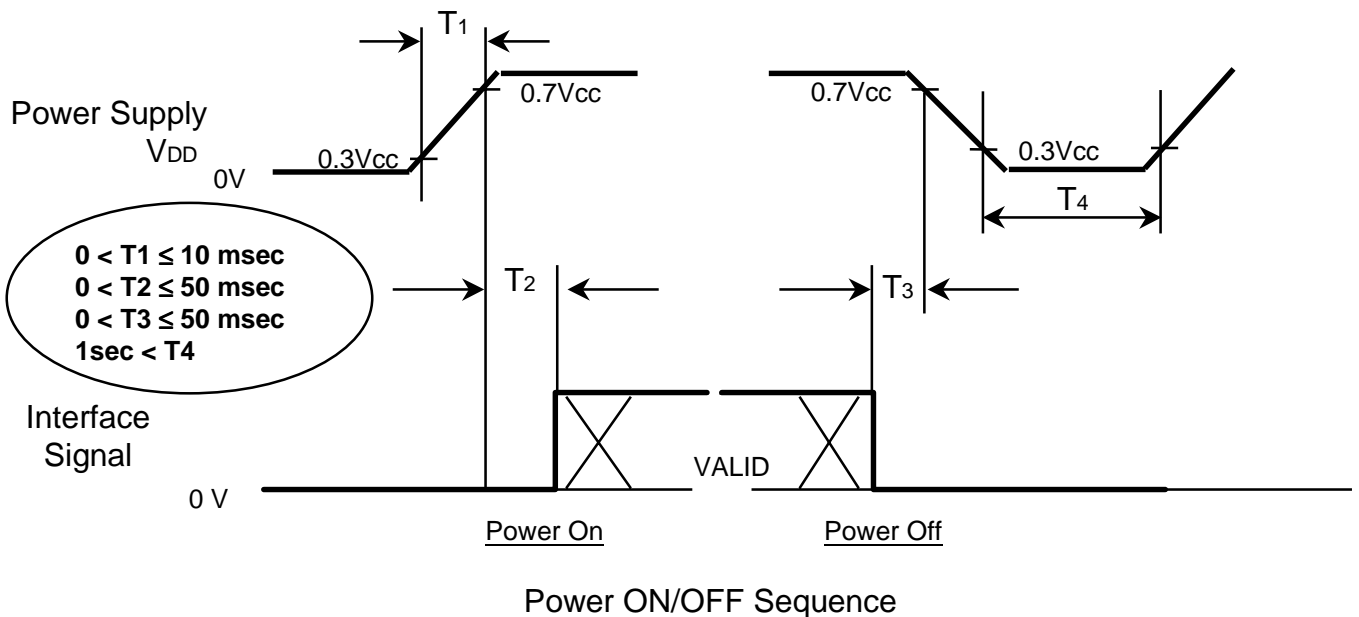 T1
0.7Vcc
0.7Vcc
Power Supply
VDD
0.3Vcc
0.3Vcc
0V
T4
0 < T1 ≤ 10 msec
0 < T2 ≤ 50 msec
0 < T3 ≤ 50 msec
1sec < T4
T2
T3
Interface
Signal
VALID
0 V
Power On
Power Off
Power ON/OFF Sequence